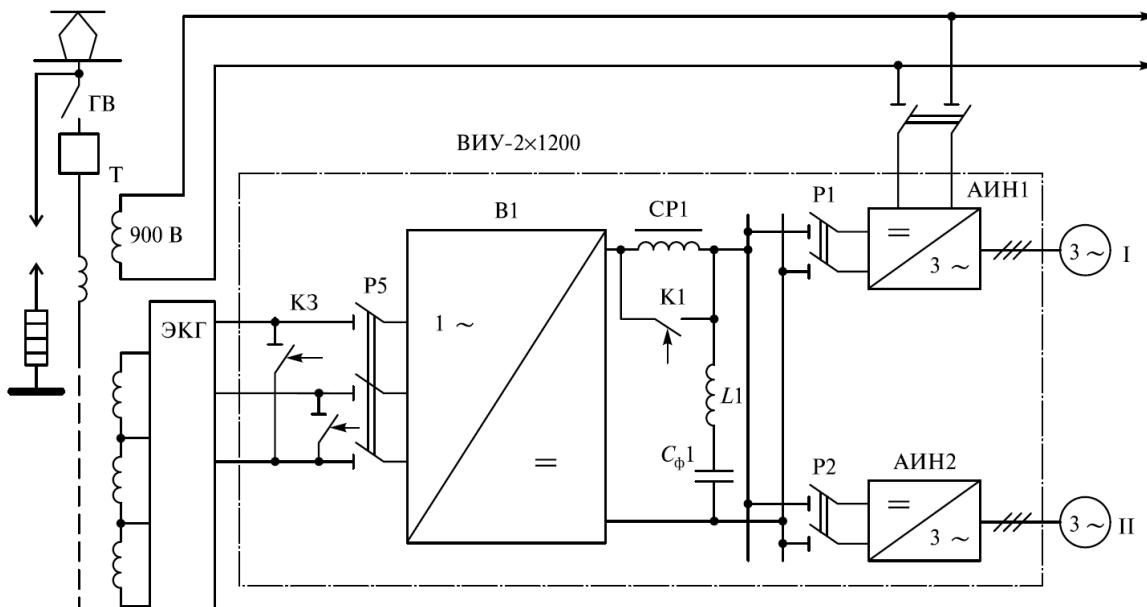 ГВ
Т
900 В
ЭКГ
КЗ
Р5
ВИУ-2×1200
В1
1 ~
=
СР1
К1
L1
Cф1
Р1
АИН1
=
3 ~
3 ~
I
Р2
АИН2
=
3 ~
3 ~
II